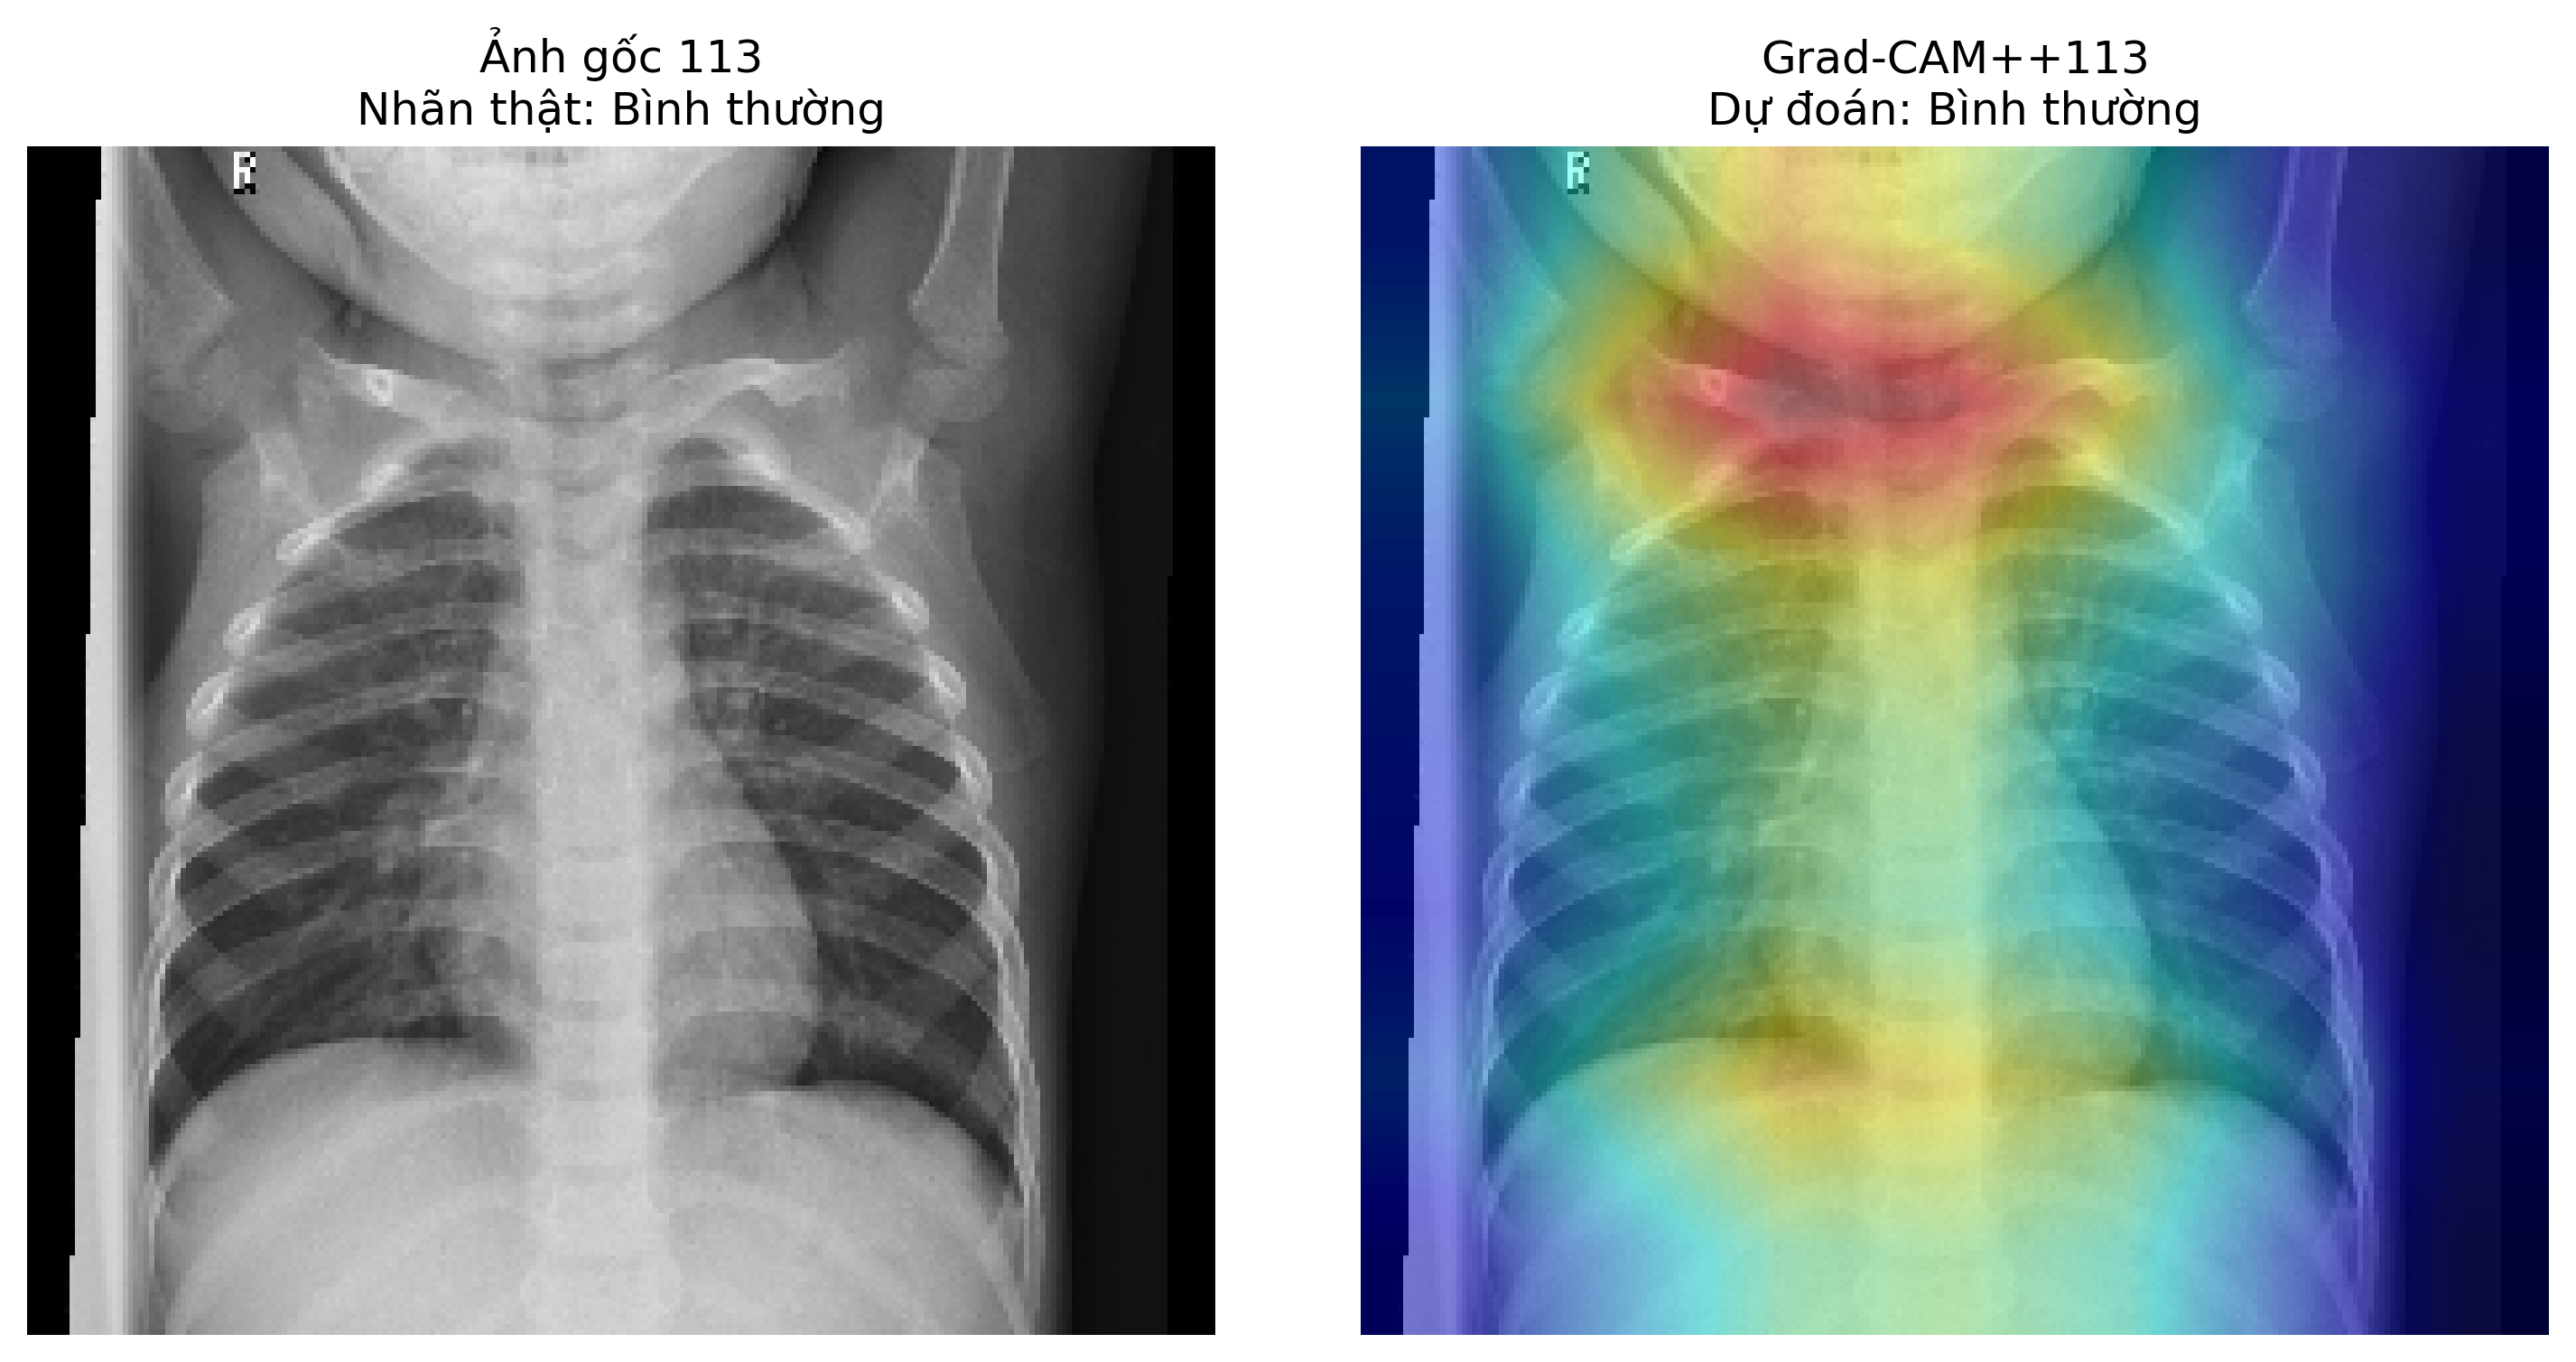 Ảnh gốc 113
Nhãn thật: Bình thường
Grad-CAM++113
Dự đoán: Bình thường
R
R